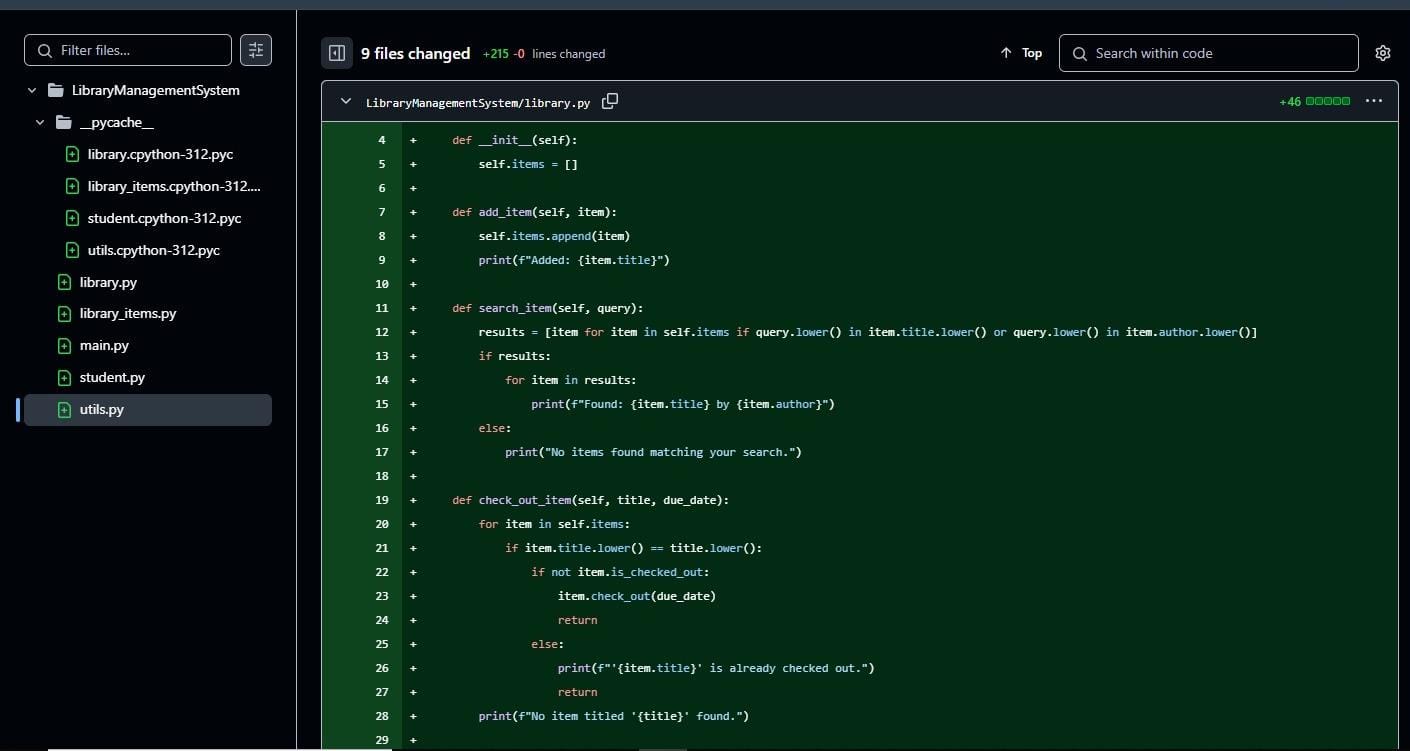 Filter files...
LibraryManagementSystem
__pycache__
library.cpython-312.pyc
library_items.cpython-312....
student.cpython-312.pyc
utils.cpython-312.pyc
library.py
library_items.py
main.py
student.py
utils.py
9 files changed +215 -0 lines changed
Top
Search within code
LibraryManagementSystem/library.py
+46
4 + def __init__(self):
5 + self.items = []
6 +
7 + def add_item(self, item):
8 + self.items.append(item)
9 + print(f"Added: {item.title}")
10 +
11 + def search_item(self, query):
12 + results = [item for item in self.items if query.lower() in item.title.lower() or query.lower() in item.author.lower()]
13 + if results:
14 + for item in results:
15 + print(f"Found: {item.title} by {item.author}")
16 + else:
17 + print("No items found matching your search.")
18 +
19 + def check_out_item(self, title, due_date):
20 + for item in self.items:
21 + if item.title.lower() == title.lower():
22 + if not item.is_checked_out:
23 + item.check_out(due_date)
24 + return
25 + else:
26 + print(f"'{item.title}' is already checked out.")
27 + return
28 + print(f"No item titled '{title}' found.")
29 +